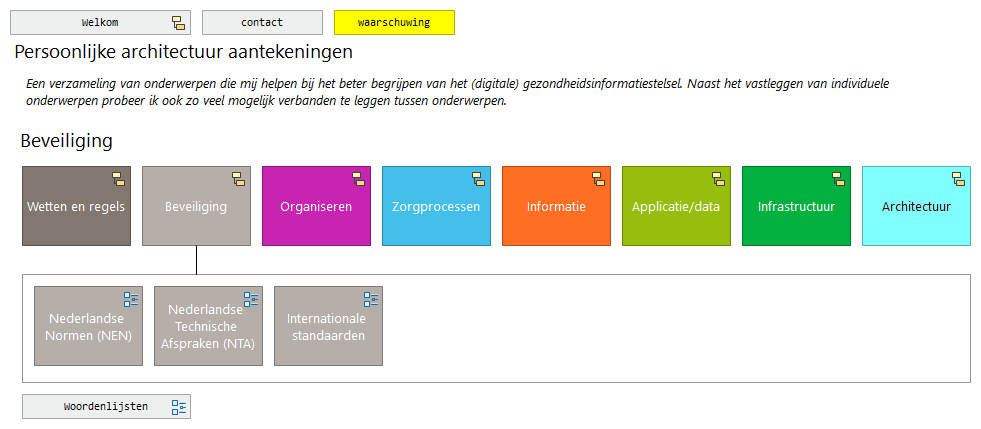 Welkom
contact
waarschuwing
Persoonlijke architectuur aantekeningen
Een verzameling van onderwerpen die mij helpen bij het beter begrijpen van het (digitale) gezondheidsinformatiestelsel. Naast het vastleggen van individuele
onderwerpen probeer ik ook zo veel mogelijk verbanden te leggen tussen onderwerpen.
Beveiliging
Wetten en regels
Beveiliging
Organiseren
Zorgprocessen
Informatie
Applicatie/data
Infrastructuur
Architectuur
Nederlandse
Normen (NEN)
Nederlandse
Technische
Afspraken (NTA)
Internationale
standaarden
Woordenlijsten